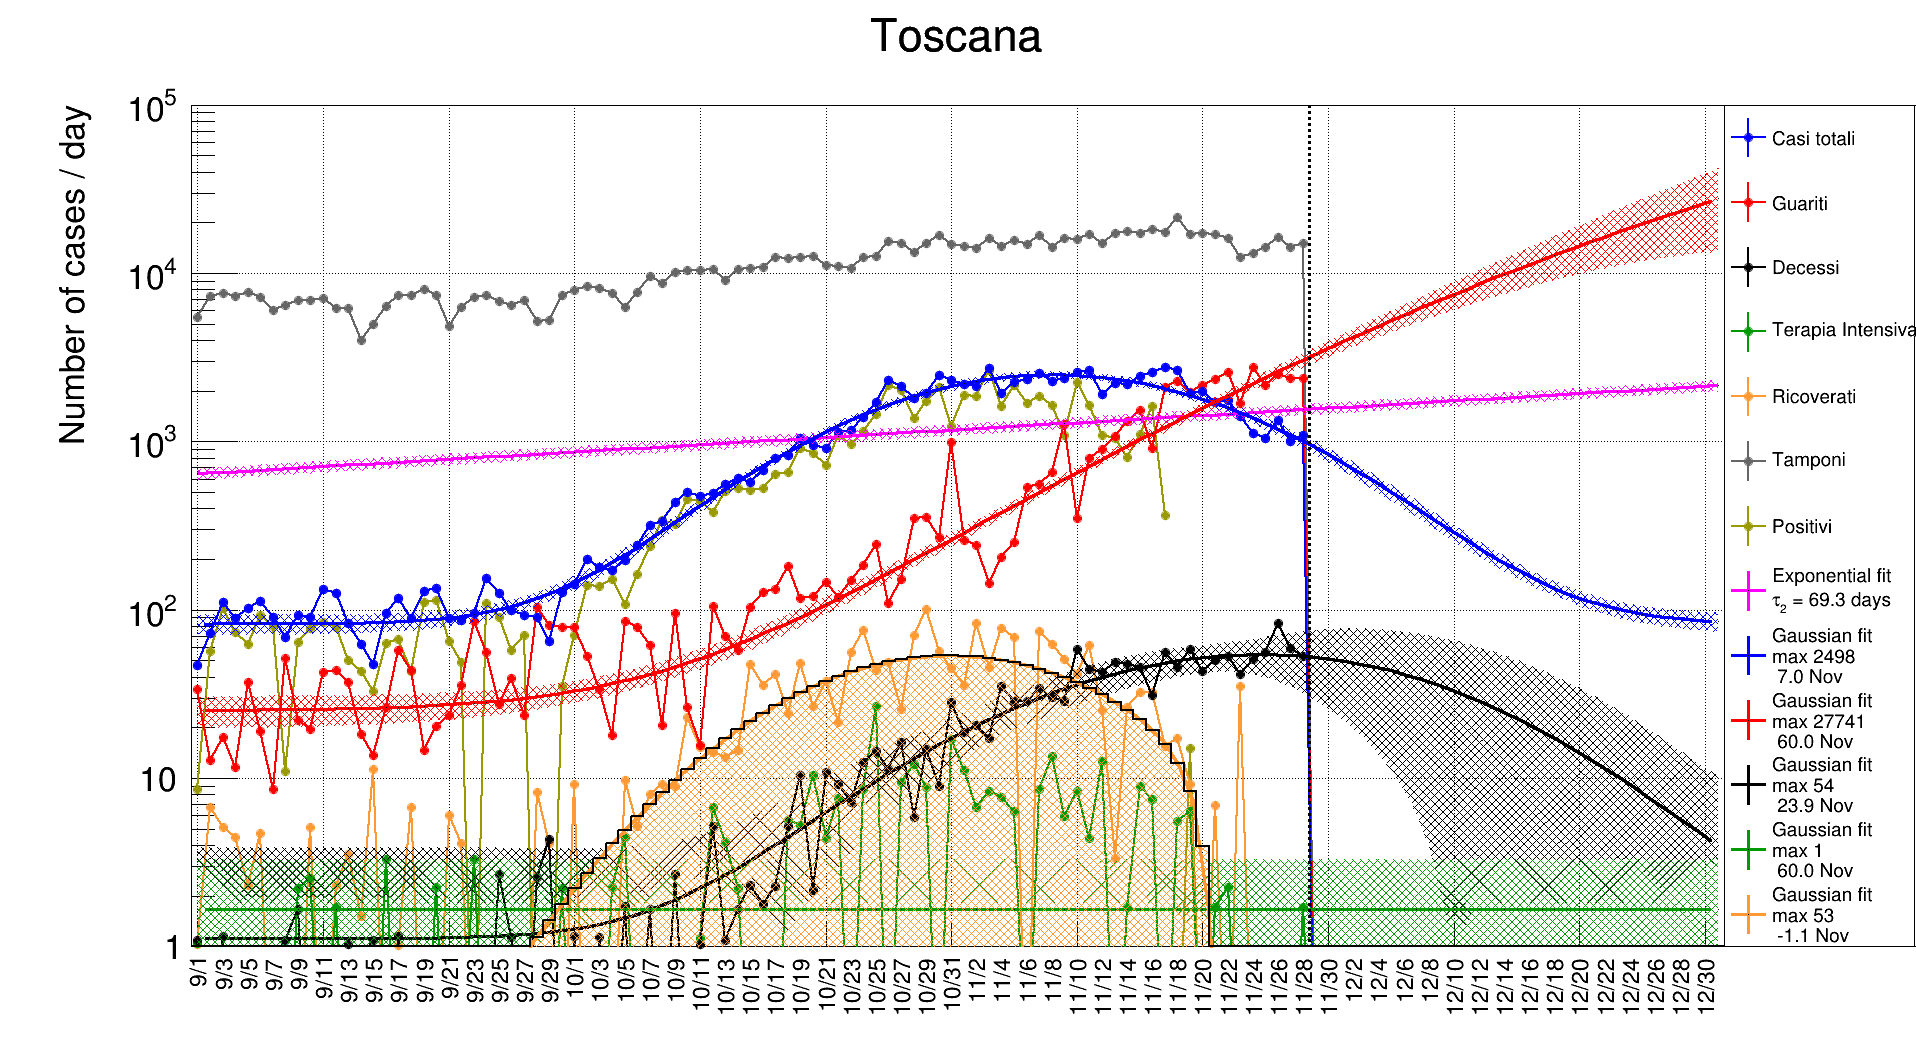 Toscana
Number of cases / day
10^5
10^4
10^3
10^2
10
1
9/1 9/3 9/5 9/7 9/9 9/11 9/13 9/15 9/17 9/19 9/21 9/23 9/25 9/27 9/29 10/1 10/3 10/5 10/7 10/9 10/11 10/13 10/15 10/17 10/19 10/21 10/23 10/25 10/27 10/29 10/31 11/2 11/4 11/6 11/8 11/10 11/12 11/14 11/16 11/18 11/20 11/22 11/24 11/26 11/28 11/30 12/2 12/4 12/6 12/8 12/10 12/12 12/14 12/16 12/18 12/20 12/22 12/24 12/26 12/28 12/30
Casi totali
Guariti
Decessi
Terapia Intensiva
Ricoverati
Tamponi
Positivi
Exponential fit
τ2 = 69.3 days
Gaussian fit
max 2498
7.0 Nov
Gaussian fit
max 27741
60.0 Nov
Gaussian fit
max 54
23.9 Nov
Gaussian fit
max 1
60.0 Nov
Gaussian fit
max 53
-1.1 Nov